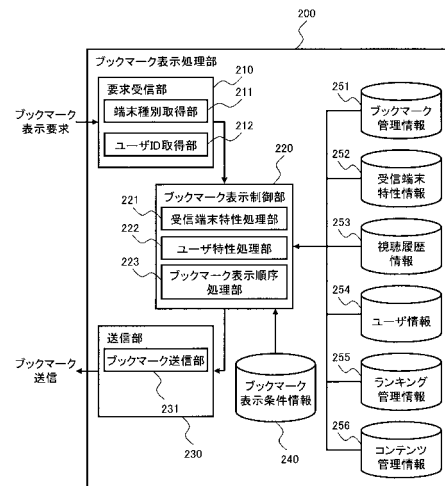 200
ブックマーク表示処理部
210
要求受信部
211
端末種別取得部
212
ユーザID取得部
ブックマーク
表示要求
220
ブックマーク表示制御部
221
受信端末特性処理部
222
ユーザ特性処理部
223
ブックマーク表示順序
処理部
送信部
ブックマーク送信部
231
230
ブックマーク
送信
ブックマーク
表示条件情報
240
251
ブックマーク
管理情報
252
受信端末
特性情報
253
視聴履歴
情報
254
ユーザ情報
255
ランキング
管理情報
256
コンテンツ
管理情報